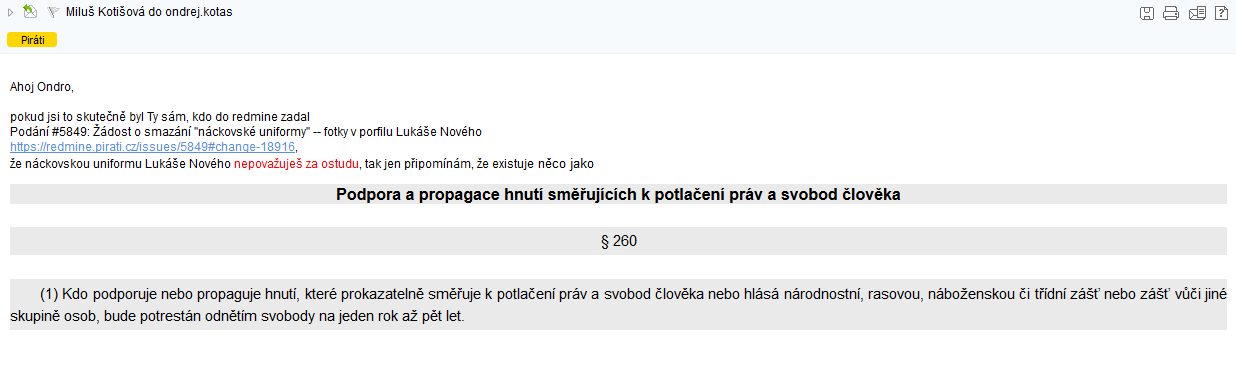 Miluš Kotišová do ondrej.kotas
Piráti
Ahoj Ondro,
pokud jsi to skutečně byl Ty sám, kdo do redmine zadal
Podání #5849: Žádost o smazání "náckovské uniformy" -- fotky v porfilu Lukáše Nového
https://redmine.pirati.cz/issues/5849#change-18916,
že náckovskou uniformu Lukáše Nového nepovažuješ za ostudu, tak jen připomínám, že existuje něco jako
Podpora a propagace hnutí směřujících k potlačení práv a svobod člověka
§ 260
(1) Kdo podporuje nebo propaguje hnutí, které prokazatelně směřuje k potlačení práv a svobod člověka nebo hlásá národnostní, rasovou, náboženskou či třídní zášť nebo zášť vůči jiné
skupině osob, bude potrestán odnětím svobody na jeden rok až pět let.